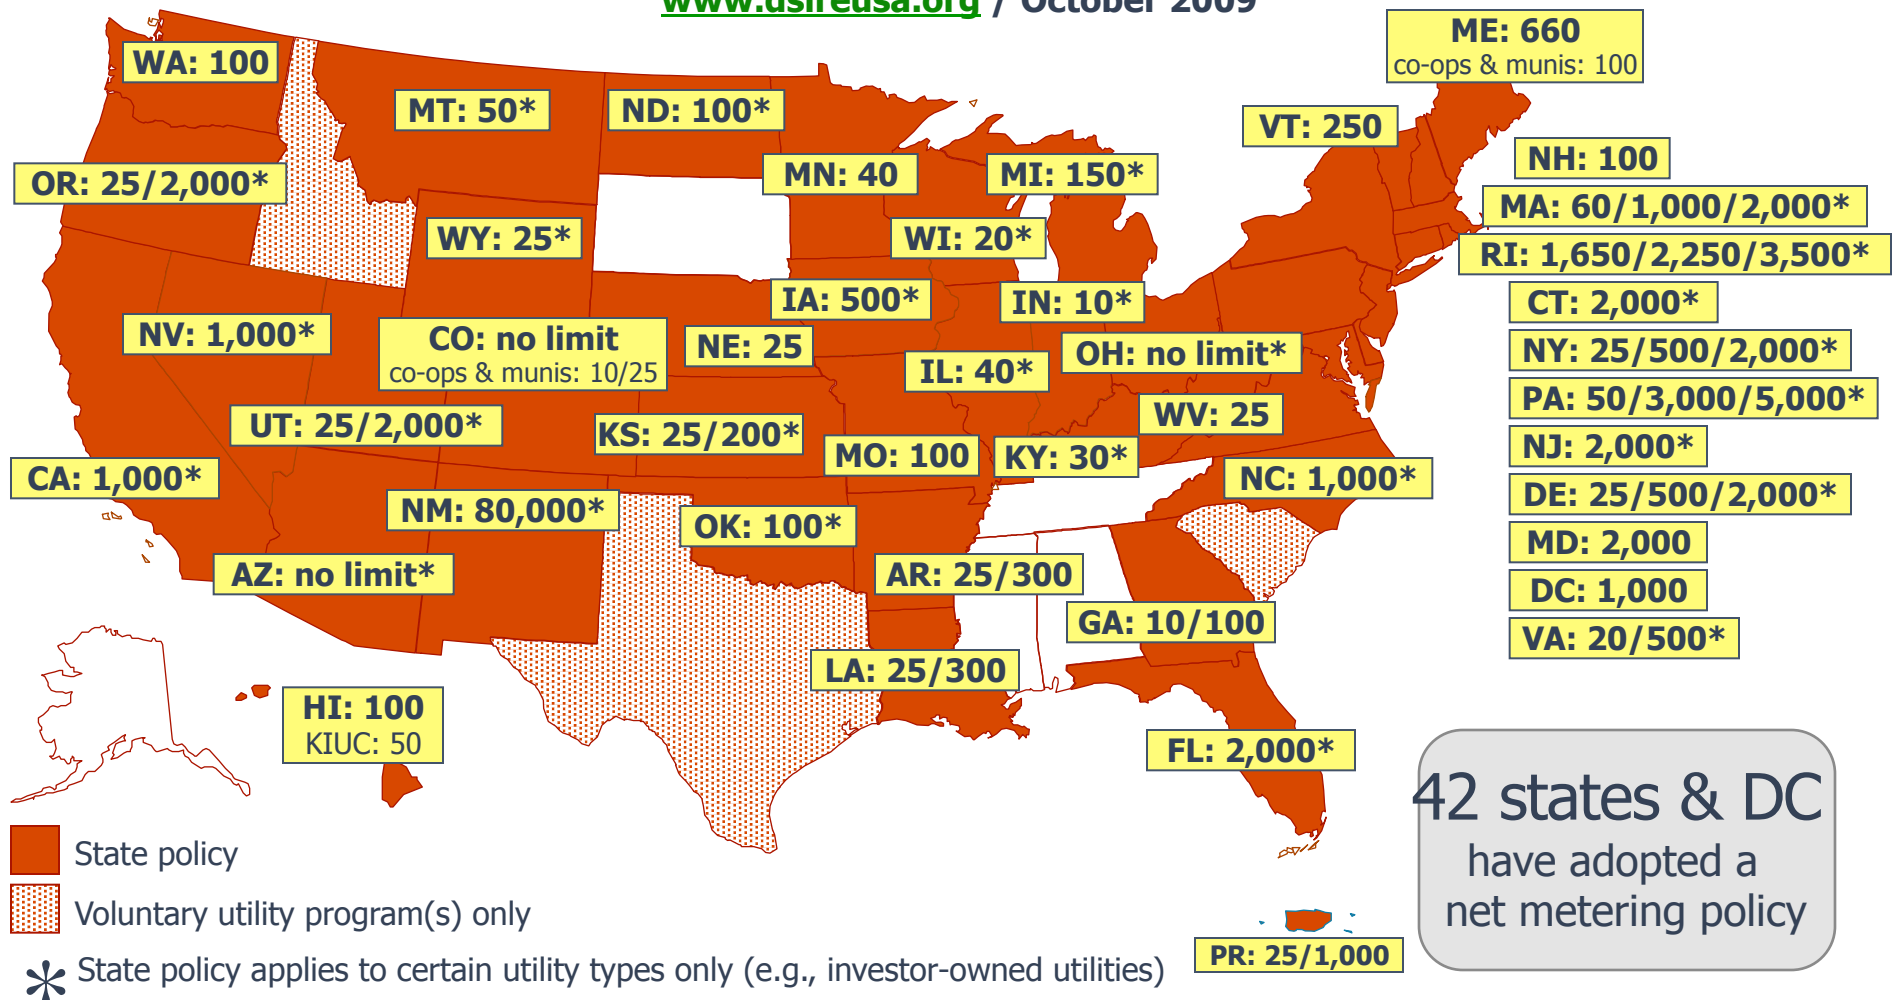 www.dsireusa.org / October 2009
WA: 100
MT: 50*
ND: 100*
ME: 660
co-ops & munis: 100
VT: 250
NH: 100
OR: 25/2,000*
MN: 40
MI: 150*
MA: 60/1,000/2,000*
WY: 25*
WI: 20*
RI: 1,650/2,250/3,500*
IA: 500*
IN: 10*
CT: 2,000*
NV: 1,000*
CO: no limit
co-ops & munis: 10/25
NE: 25
OH: no limit*
NY: 25/500/2,000*
IL: 40*
PA: 50/3,000/5,000*
UT: 25/2,000*
KS: 25/200*
WV: 25
NJ: 2,000*
MO: 100
KY: 30*
CA: 1,000*
NC: 1,000*
DE: 25/500/2,000*
NM: 80,000*
OK: 100*
MD: 2,000
AZ: no limit*
AR: 25/300
DC: 1,000
GA: 10/100
VA: 20/500*
LA: 25/300
HI: 100
KIUC: 50
FL: 2,000*
42 states & DC
have adopted a
net metering policy
State policy
Voluntary utility program(s) only
* State policy applies to certain utility types only (e.g., investor-owned utilities)
PR: 25/1,000